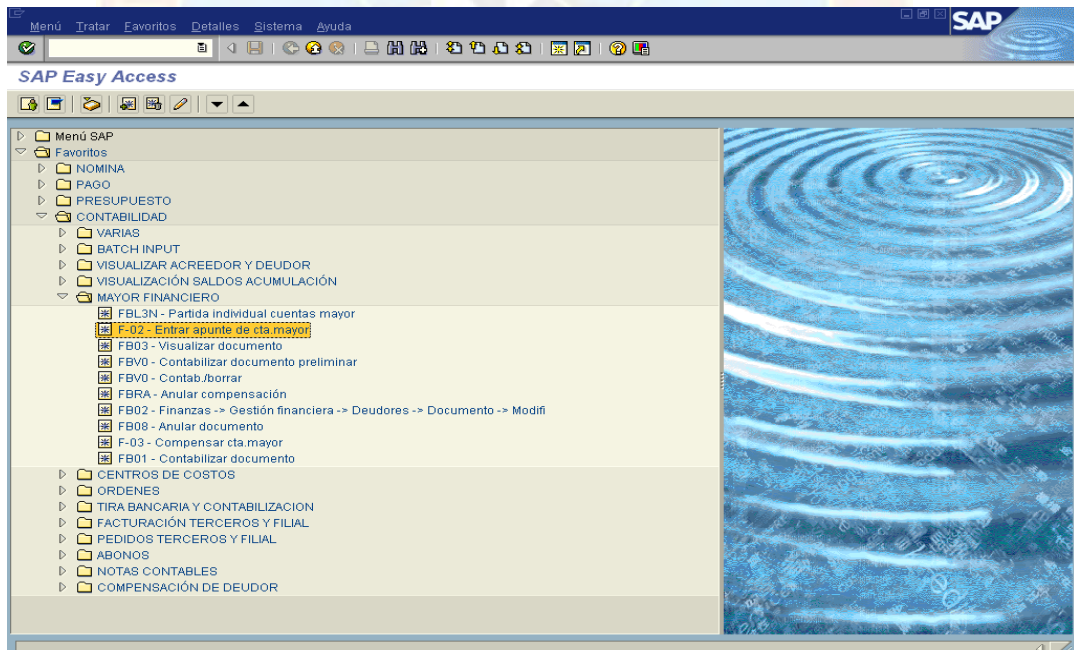 Menú Tratar Favoritos Detalles Sistema Ayuda
SAP
SAP Easy Access
Menú SAP
Favoritos
NOMINA
PAGO
PRESUPUESTO
CONTABILIDAD
VARIAS
BATCH INPUT
VISUALIZAR ACREEDOR Y DEUDOR
VISUALIZACIÓN SALDOS ACUMULACIÓN
MAYOR FINANCIERO
FBL3N - Partida individual cuentas mayor
F-02 - Entrar apunte de cta.mayor
FB03 - Visualizar documento
FBV0 - Contabilizar documento preliminar
FBV0 - Contab./borrar
FBRA - Anular compensación
FB02 - Finanzas -> Gestión financiera -> Deudores -> Documento -> Modifi
FB08 - Anular documento
F-03 - Compensar cta.mayor
FB01 - Contabilizar documento
CENTROS DE COSTOS
ORDENES
TIRA BANCARIA Y CONTABILIZACION
FACTURACIÓN TERCEROS Y FILIAL
PEDIDOS TERCEROS Y FILIAL
ABONOS
NOTAS CONTABLES
COMPENSACIÓN DE DEUDOR